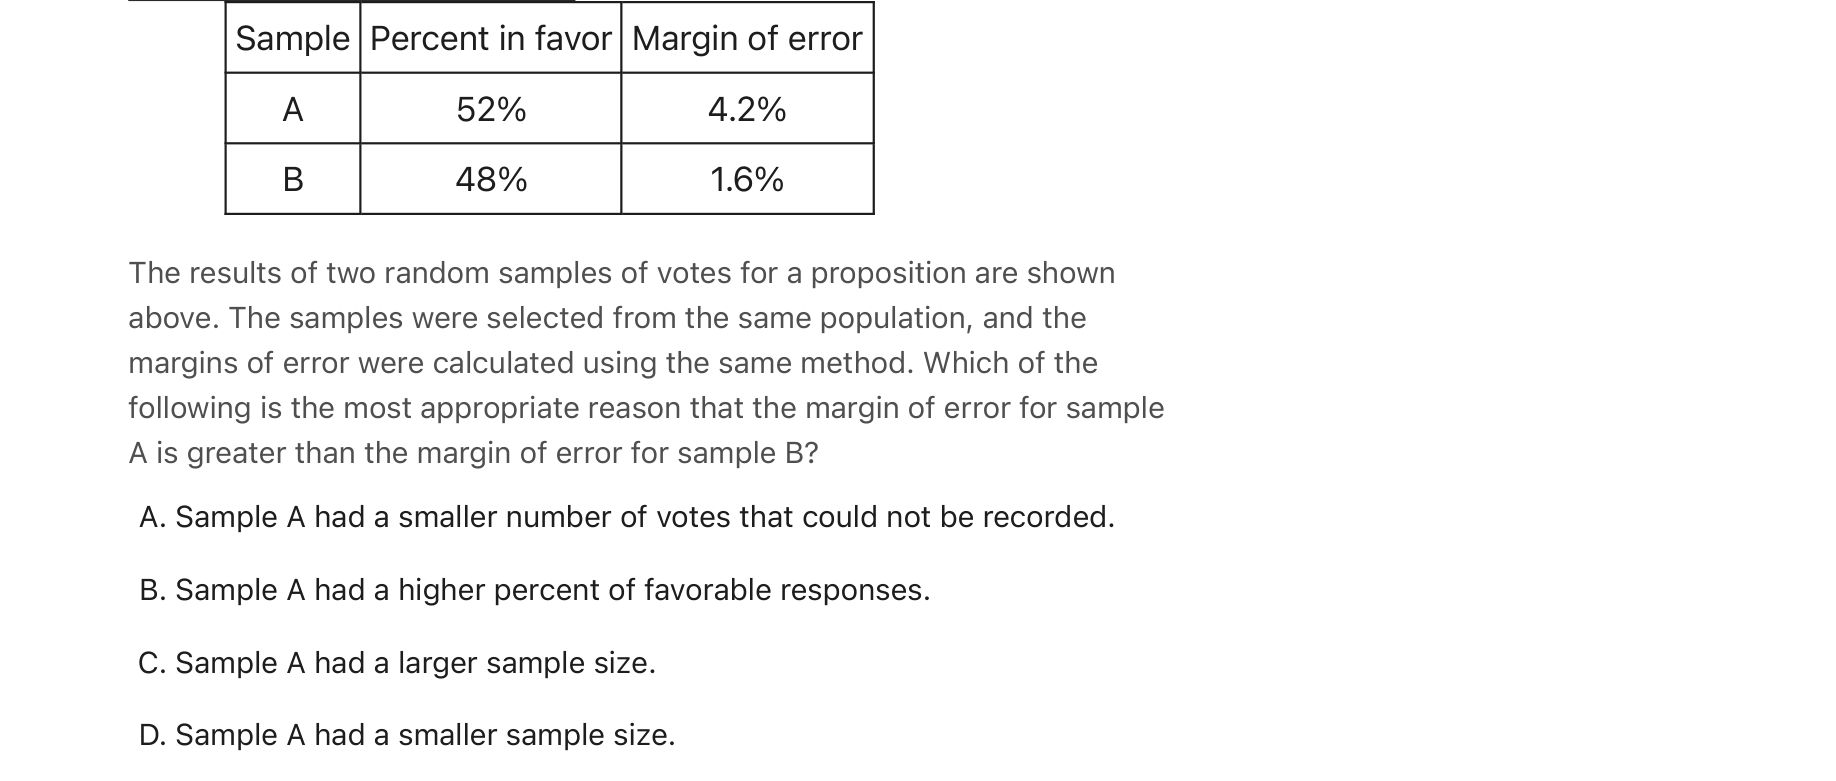 Sample Percent in favor Margin of error
A 52% 4.2%
B 48% 1.6%
The results of two random samples of votes for a proposition are shown
above. The samples were selected from the same population, and the
margins of error were calculated using the same method. Which of the
following is the most appropriate reason that the margin of error for sample
A is greater than the margin of error for sample B?
A. Sample A had a smaller number of votes that could not be recorded.
B. Sample A had a higher percent of favorable responses.
C. Sample A had a larger sample size.
D. Sample A had a smaller sample size.